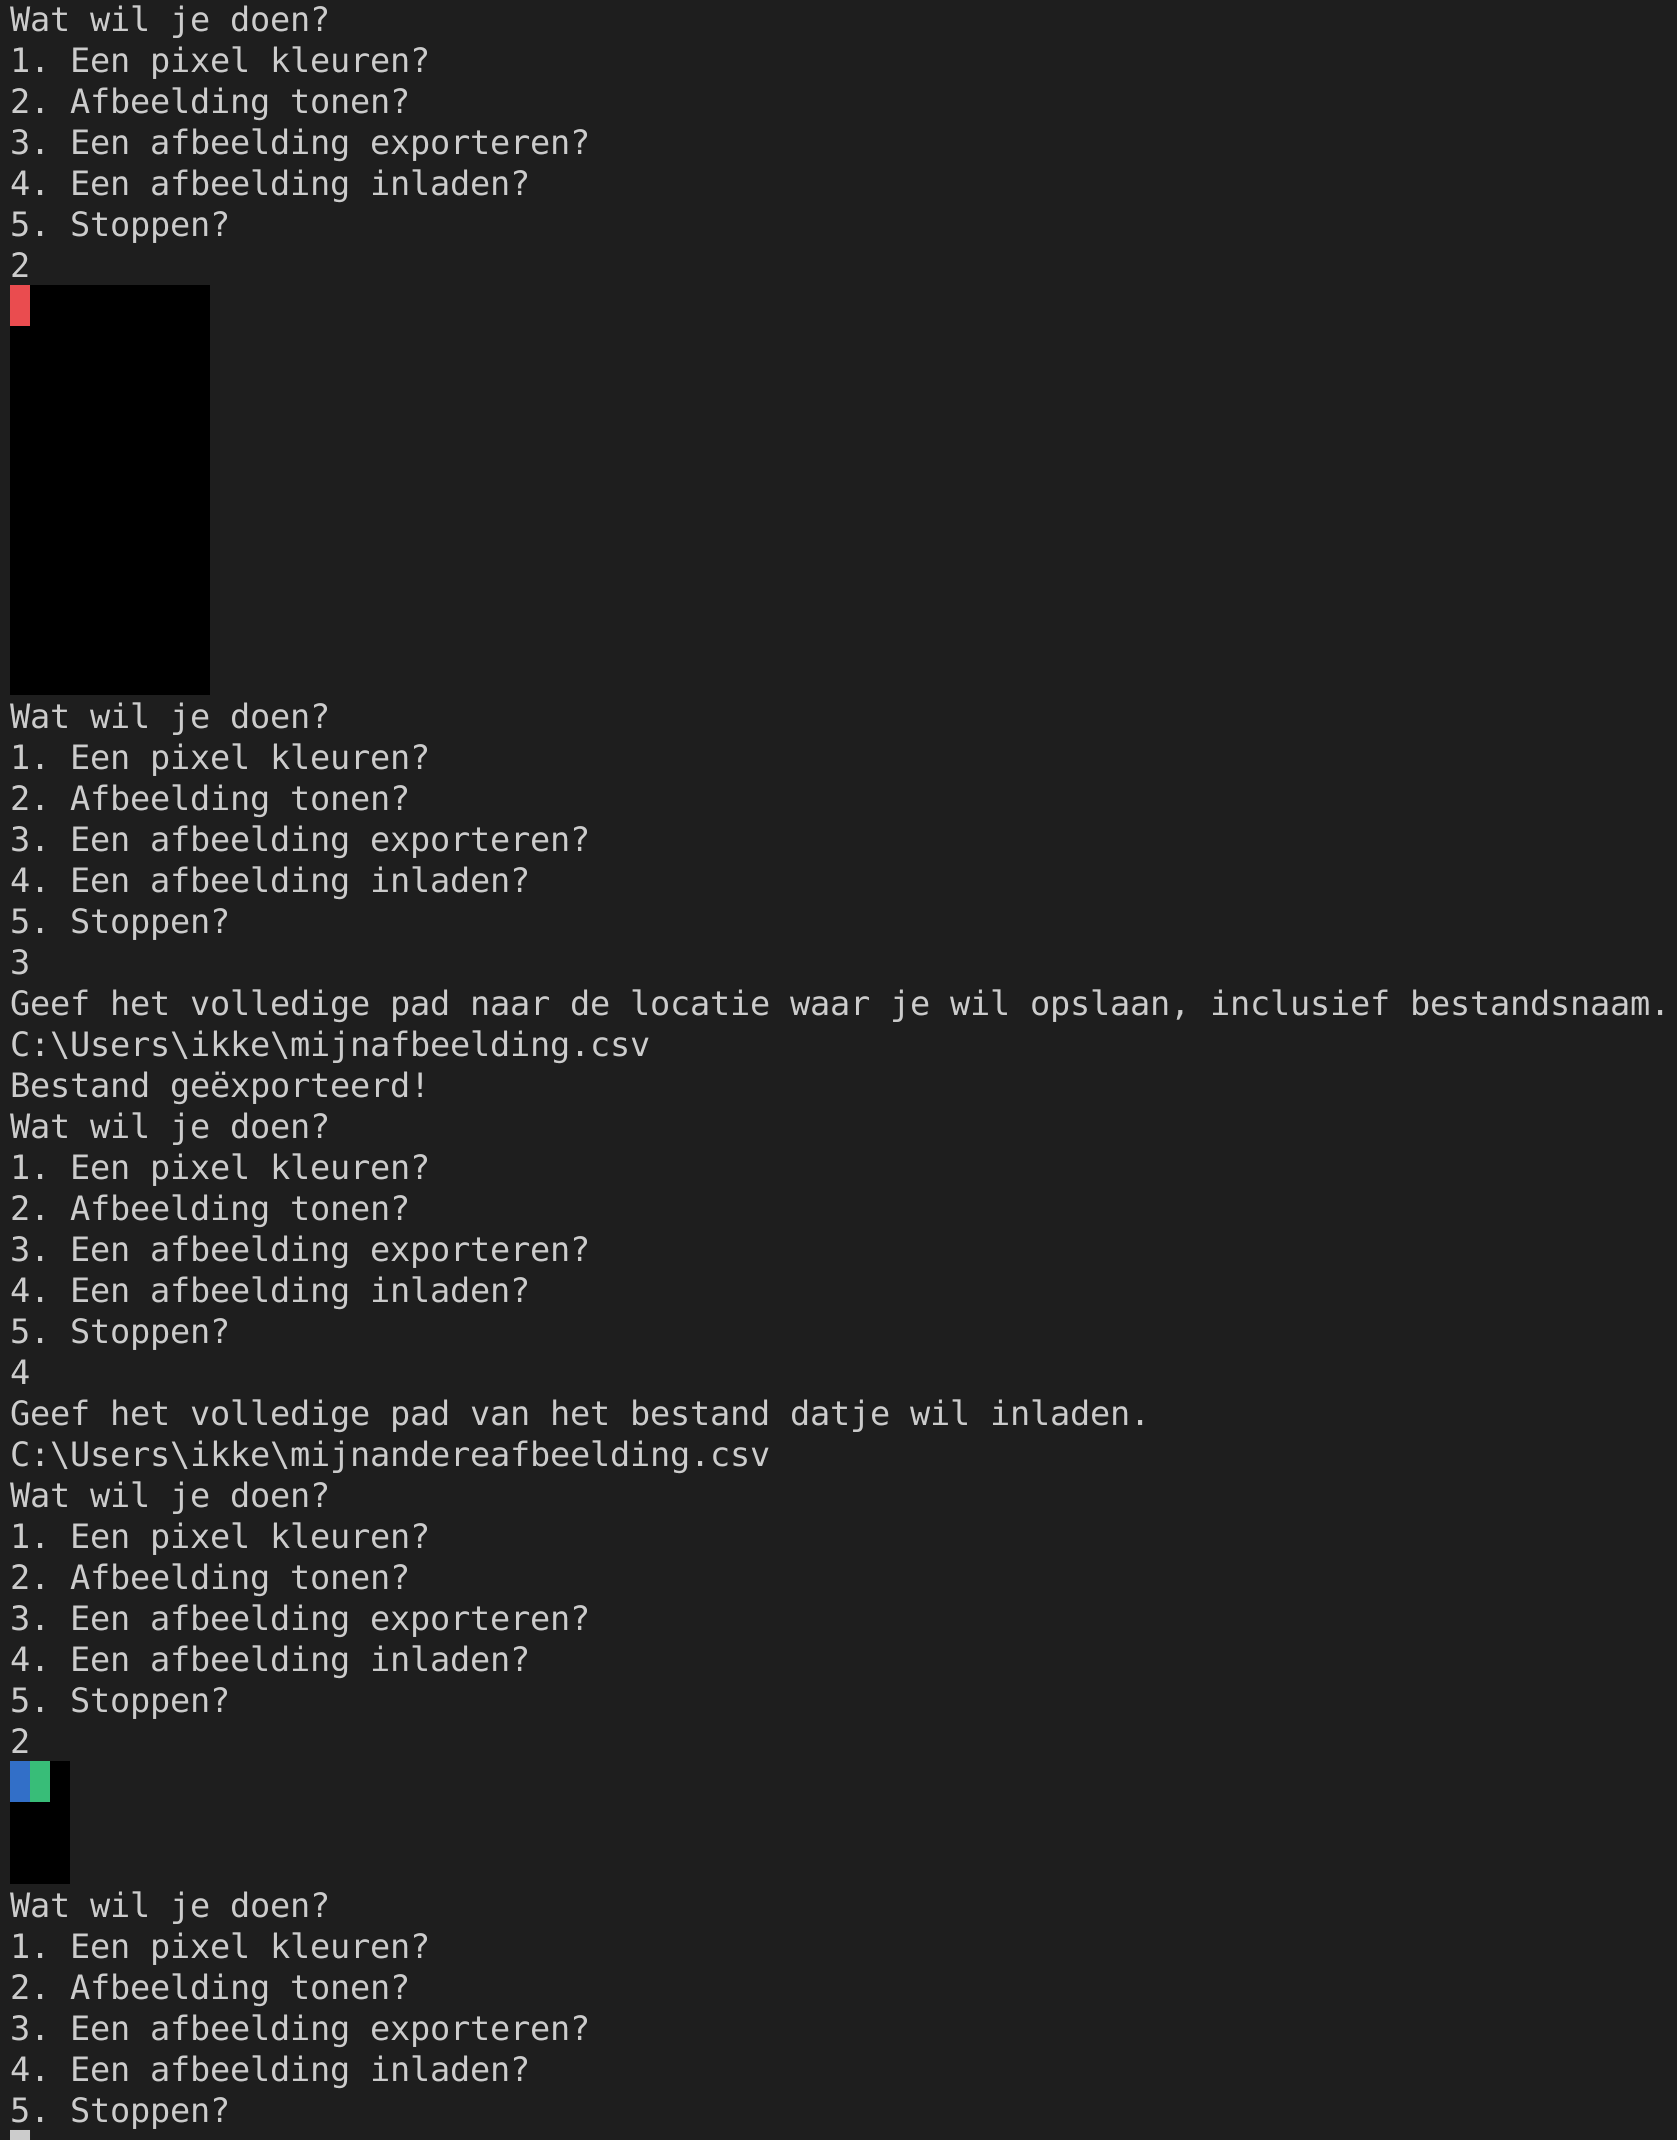 Wat wil je doen?
1. Een pixel kleuren?
2. Afbeelding tonen?
3. Een afbeelding exporteren?
4. Een afbeelding inladen?
5. Stoppen?
2
Wat wil je doen?
1. Een pixel kleuren?
2. Afbeelding tonen?
3. Een afbeelding exporteren?
4. Een afbeelding inladen?
5. Stoppen?
3
Geef het volledige pad naar de locatie waar je wil opslaan, inclusief bestandsnaam.
C:\Users\ikke\mijnafbeelding.csv
Bestand geëxporteerd!
Wat wil je doen?
1. Een pixel kleuren?
2. Afbeelding tonen?
3. Een afbeelding exporteren?
4. Een afbeelding inladen?
5. Stoppen?
4
Geef het volledige pad van het bestand datje wil inladen.
C:\Users\ikke\mijnandereafbeelding.csv
Wat wil je doen?
1. Een pixel kleuren?
2. Afbeelding tonen?
3. Een afbeelding exporteren?
4. Een afbeelding inladen?
5. Stoppen?
2
Wat wil je doen?
1. Een pixel kleuren?
2. Afbeelding tonen?
3. Een afbeelding exporteren?
4. Een afbeelding inladen?
5. Stoppen?